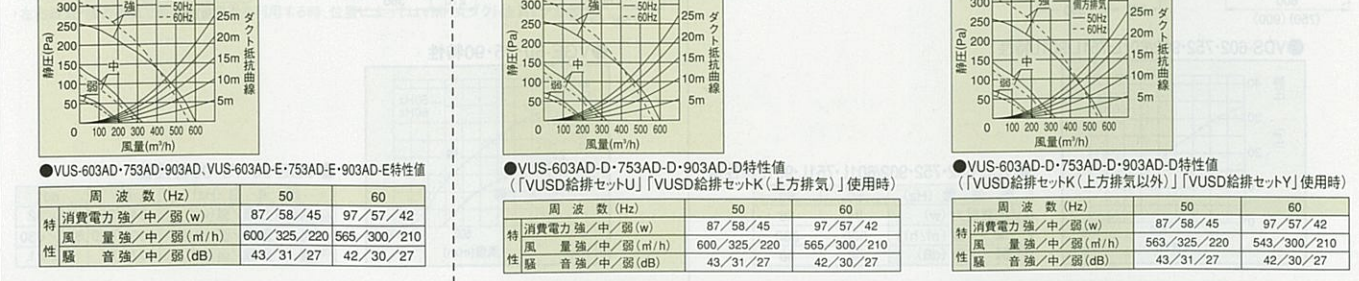 300
強
50Hz
60Hz
25m
250
20m
200
静圧(Pa)
15m
ダクト抵抗曲線
150
中
10m
100
弱
50
5m
0 100 200 300 400 500 600
風量(m³/h)
●VUS-603AD・753AD・903AD、VUS-603AD-E・753AD-E・903AD-E特性値
周波数(Hz) 50 60
特性
消費電力 強/中/弱(w) 87/58/45 97/57/42
風量 強/中/弱(㎥/h) 600/325/220 565/300/210
騒音 強/中/弱(dB) 43/31/27 42/30/27
300
強
50Hz
60Hz
25m
250
20m
200
静圧(Pa)
15m
ダクト抵抗曲線
150
中
10m
100
弱
50
5m
0 100 200 300 400 500 600
風量(m³/h)
●VUS-603AD-D・753AD-D・903AD-D特性値
(「VUSD給排セットU」「VUSD給排セットK(上方排気)」使用時)
周波数(Hz) 50 60
特性
消費電力 強/中/弱(w) 87/58/45 97/57/42
風量 強/中/弱(㎥/h) 600/325/220 565/300/210
騒音 強/中/弱(dB) 43/31/27 42/30/27
300
強
側方排気
50Hz
60Hz
25m
250
20m
200
静圧(Pa)
15m
ダクト抵抗曲線
150
中
10m
100
弱
50
5m
0 100 200 300 400 500 600
風量(m³/h)
●VUS-603AD-D・753AD-D・903AD-D特性値
(「VUSD給排セットK(上方排気以外)」「VUSD給排セットY」使用時)
周波数(Hz) 50 60
特性
消費電力 強/中/弱(w) 87/58/45 97/57/42
風量 強/中/弱(㎥/h) 563/325/220 543/300/210
騒音 強/中/弱(dB) 43/31/27 42/30/27